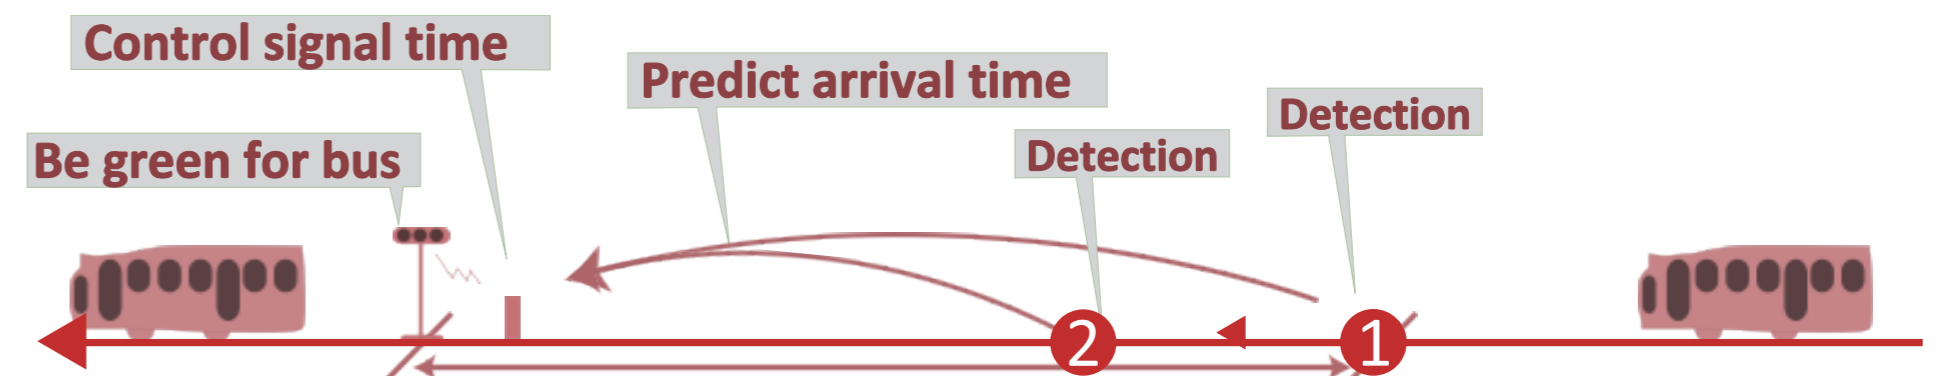 Control signal time
Predict arrival time
Detection
Detection
Be green for bus
2
1